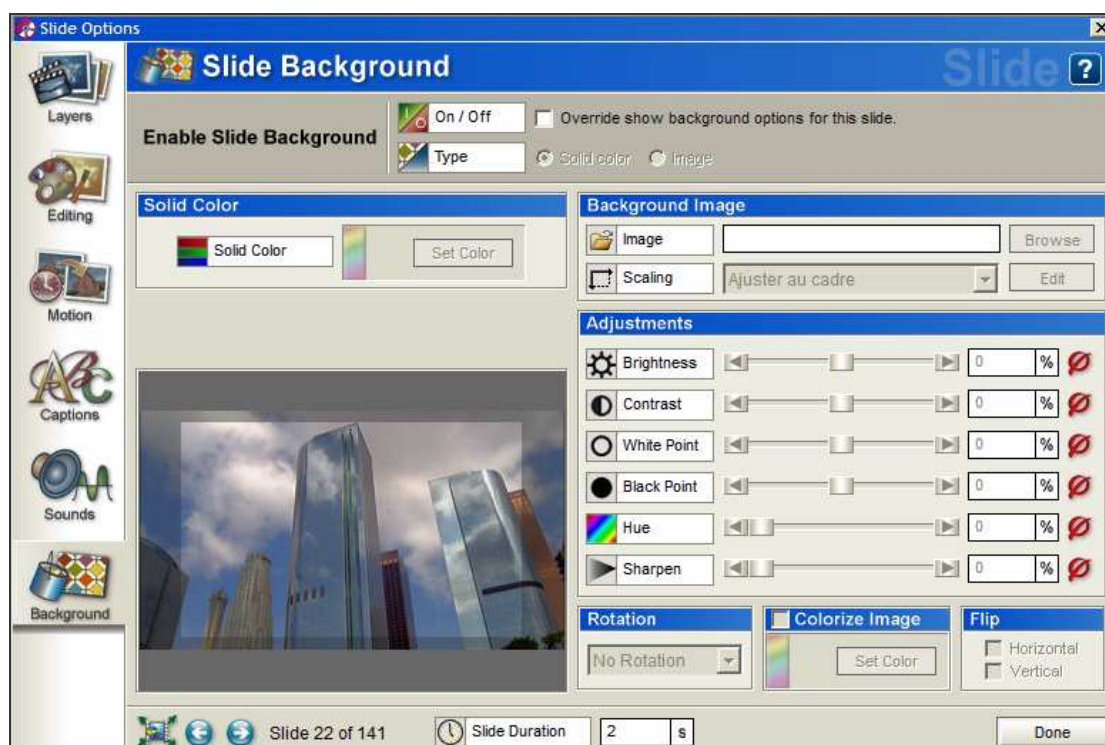 Slide Options
Slide Background
Slide
?
Layers
Editing
Motion
Captions
Sounds
Background
Enable Slide Background
On / Off
Override show background options for this slide.
Type
Solid color
Image
Solid Color
Solid Color
Set Color
Background Image
Image
Browse
Scaling
Ajuster au cadre
Edit
Adjustments
Brightness
0 %
Contrast
0 %
White Point
0 %
Black Point
0 %
Hue
0 %
Sharpen
0 %
Rotation
No Rotation
Colorize Image
Set Color
Flip
Horizontal
Vertical
Slide 22 of 141
Slide Duration
2 s
Done